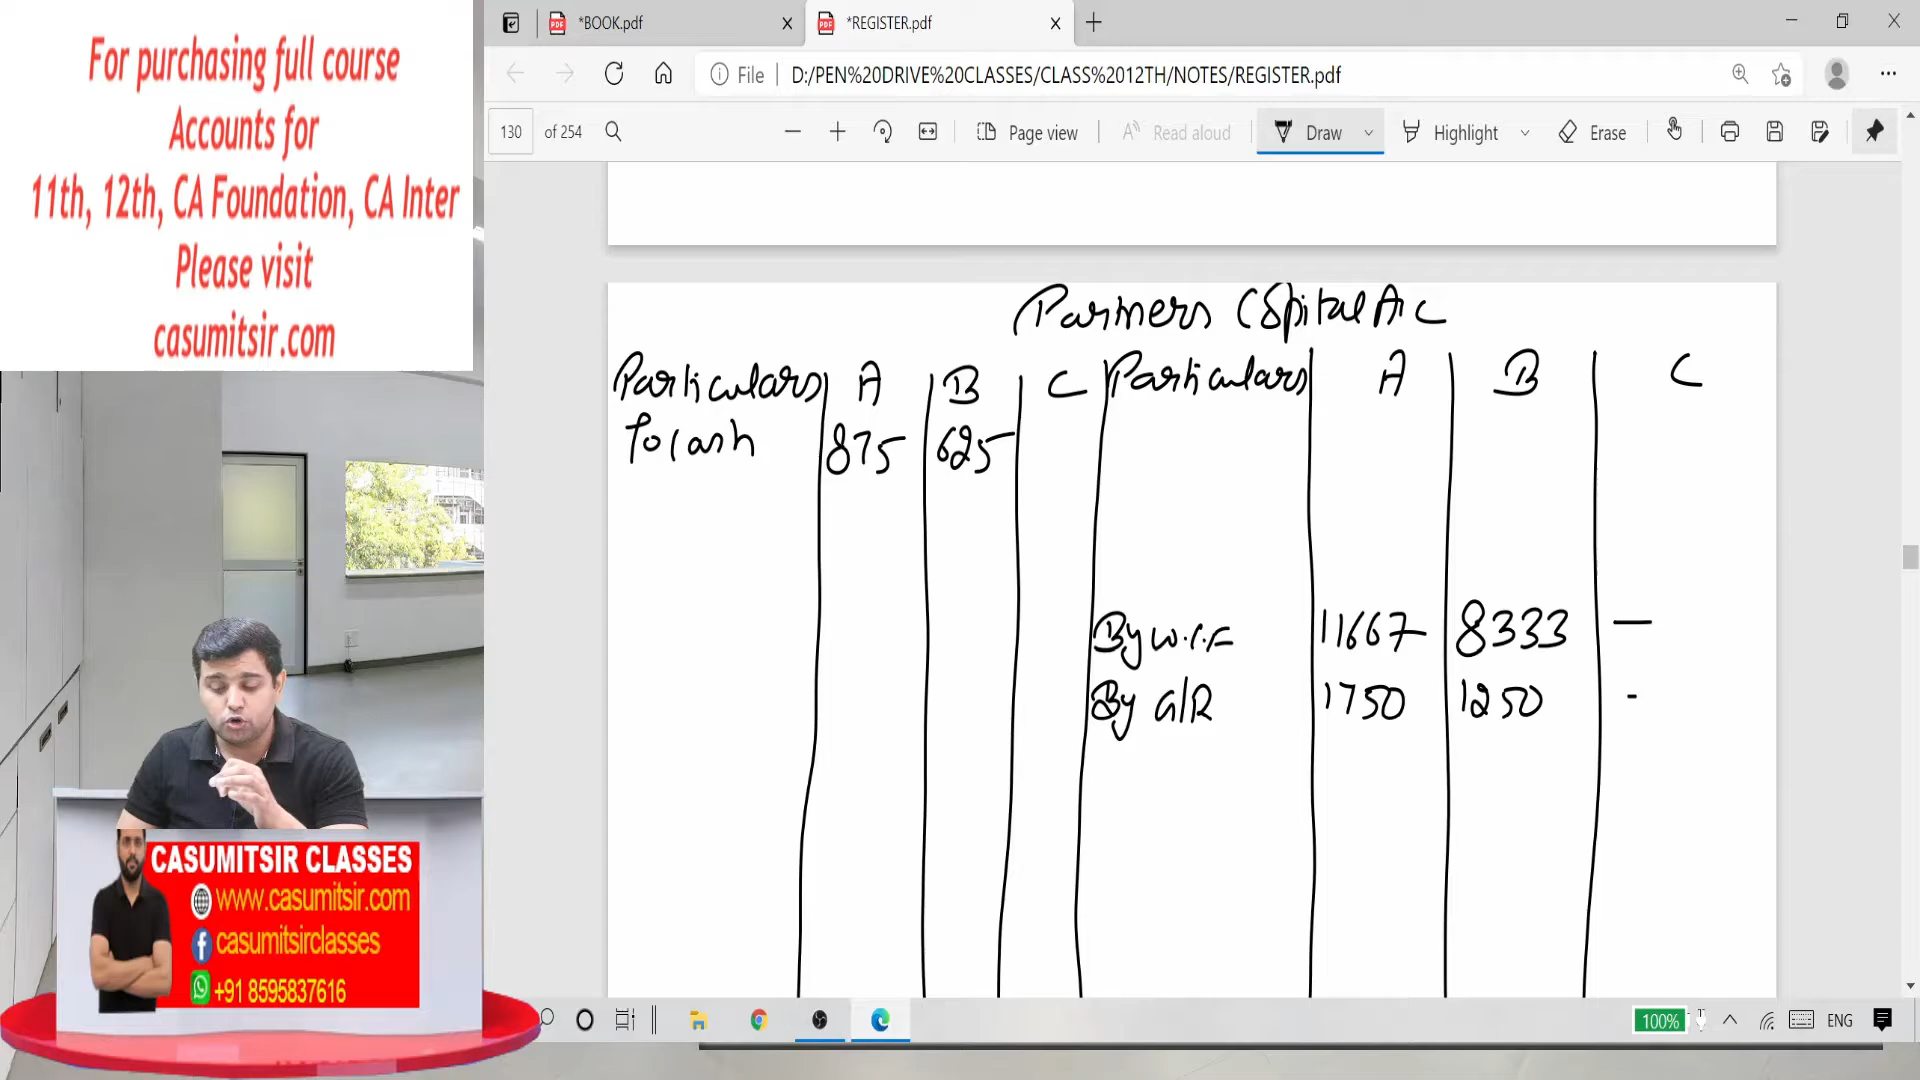 For purchasing full course
Accounts for
11th, 12th, CA Foundation, CA Inter
Please visit
casumitsir.com
*BOOK.pdf
*REGISTER.pdf
File
D:/PEN%20DRIVE%20CLASSES/CLASS%2012TH/NOTES/REGISTER.pdf
130 of 254
Page view
Read aloud
Draw
Highlight
Erase
Partners Capital A/c
Particulars A B C Particulars A B C
To Cash 875 625
By W.C.F 11667 8333 —
By G/R 1750 1250 -
CASUMITSIR CLASSES
www.casumitsir.com
casumitsirclasses
+91 8595837616
100%
ENG